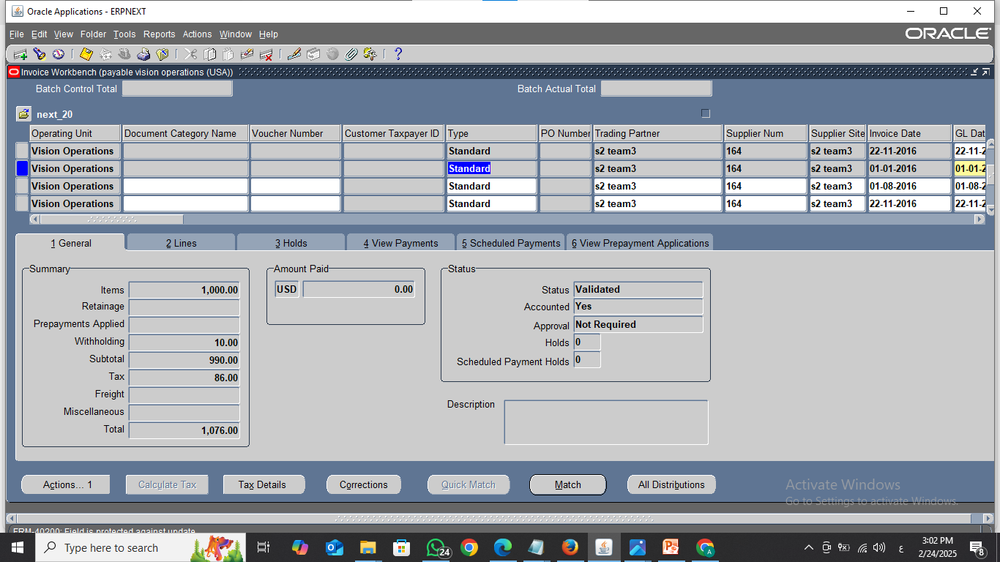 Oracle Applications - ERPNEXT
File Edit View Folder Tools Reports Actions Window Help
ORACLE
Invoice Workbench (payable vision operations (USA))
Batch Control Total Batch Actual Total
next_20
Operating Unit Document Category Name Voucher Number Customer Taxpayer ID Type PO Number Trading Partner Supplier Num Supplier Site Invoice Date GL Dat
Vision Operations Standard s2 team3 164 s2 team3 22-11-2016 22-11-2
Vision Operations Standard s2 team3 164 s2 team3 01-01-2016 01-01-2
Vision Operations Standard s2 team3 164 s2 team3 01-08-2016 01-08-2
Vision Operations Standard s2 team3 164 s2 team3 22-11-2016 22-11-2
1 General 2 Lines 3 Holds 4 View Payments 5 Scheduled Payments 6 View Prepayment Applications
Summary Amount Paid Status
Items 1,000.00 USD 0.00 Status Validated
Retainage Accounted Yes
Prepayments Applied Approval Not Required
Withholding 10.00 Holds 0
Subtotal 990.00 Scheduled Payment Holds 0
Tax 86.00
Freight
Miscellaneous Description
Total 1,076.00
Actions... 1 Calculate Tax Tax Details Corrections Quick Match Match All Distributions
Activate Windows
Go to Settings to activate Windows.
FRM-40200: Field is protected against update.
Type here to search 24 ع 3:02 PM
2/24/2025 8